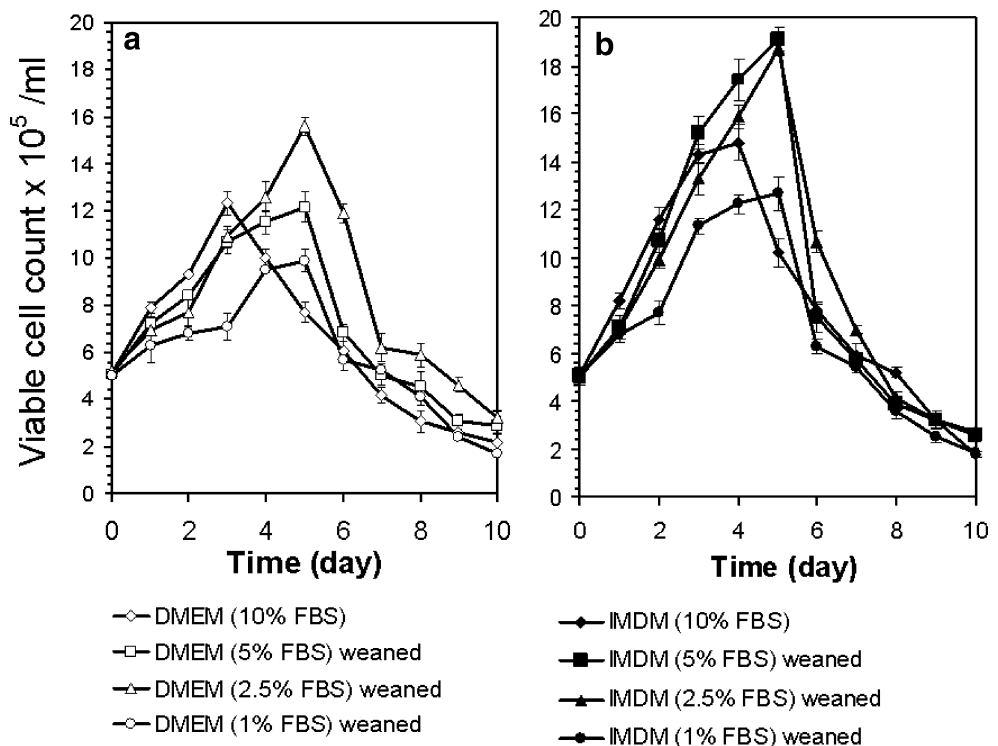 a
b
Viable cell count x 10⁵ /ml
20
18
16
14
12
10
8
6
4
2
0
0 2 4 6 8 10
Time (day)
20
18
16
14
12
10
8
6
4
2
0
0 2 4 6 8 10
Time (day)
DMEM (10% FBS)
DMEM (5% FBS) weaned
DMEM (2.5% FBS) weaned
DMEM (1% FBS) weaned
IMDM (10% FBS)
IMDM (5% FBS) weaned
IMDM (2.5% FBS) weaned
IMDM (1% FBS) weaned